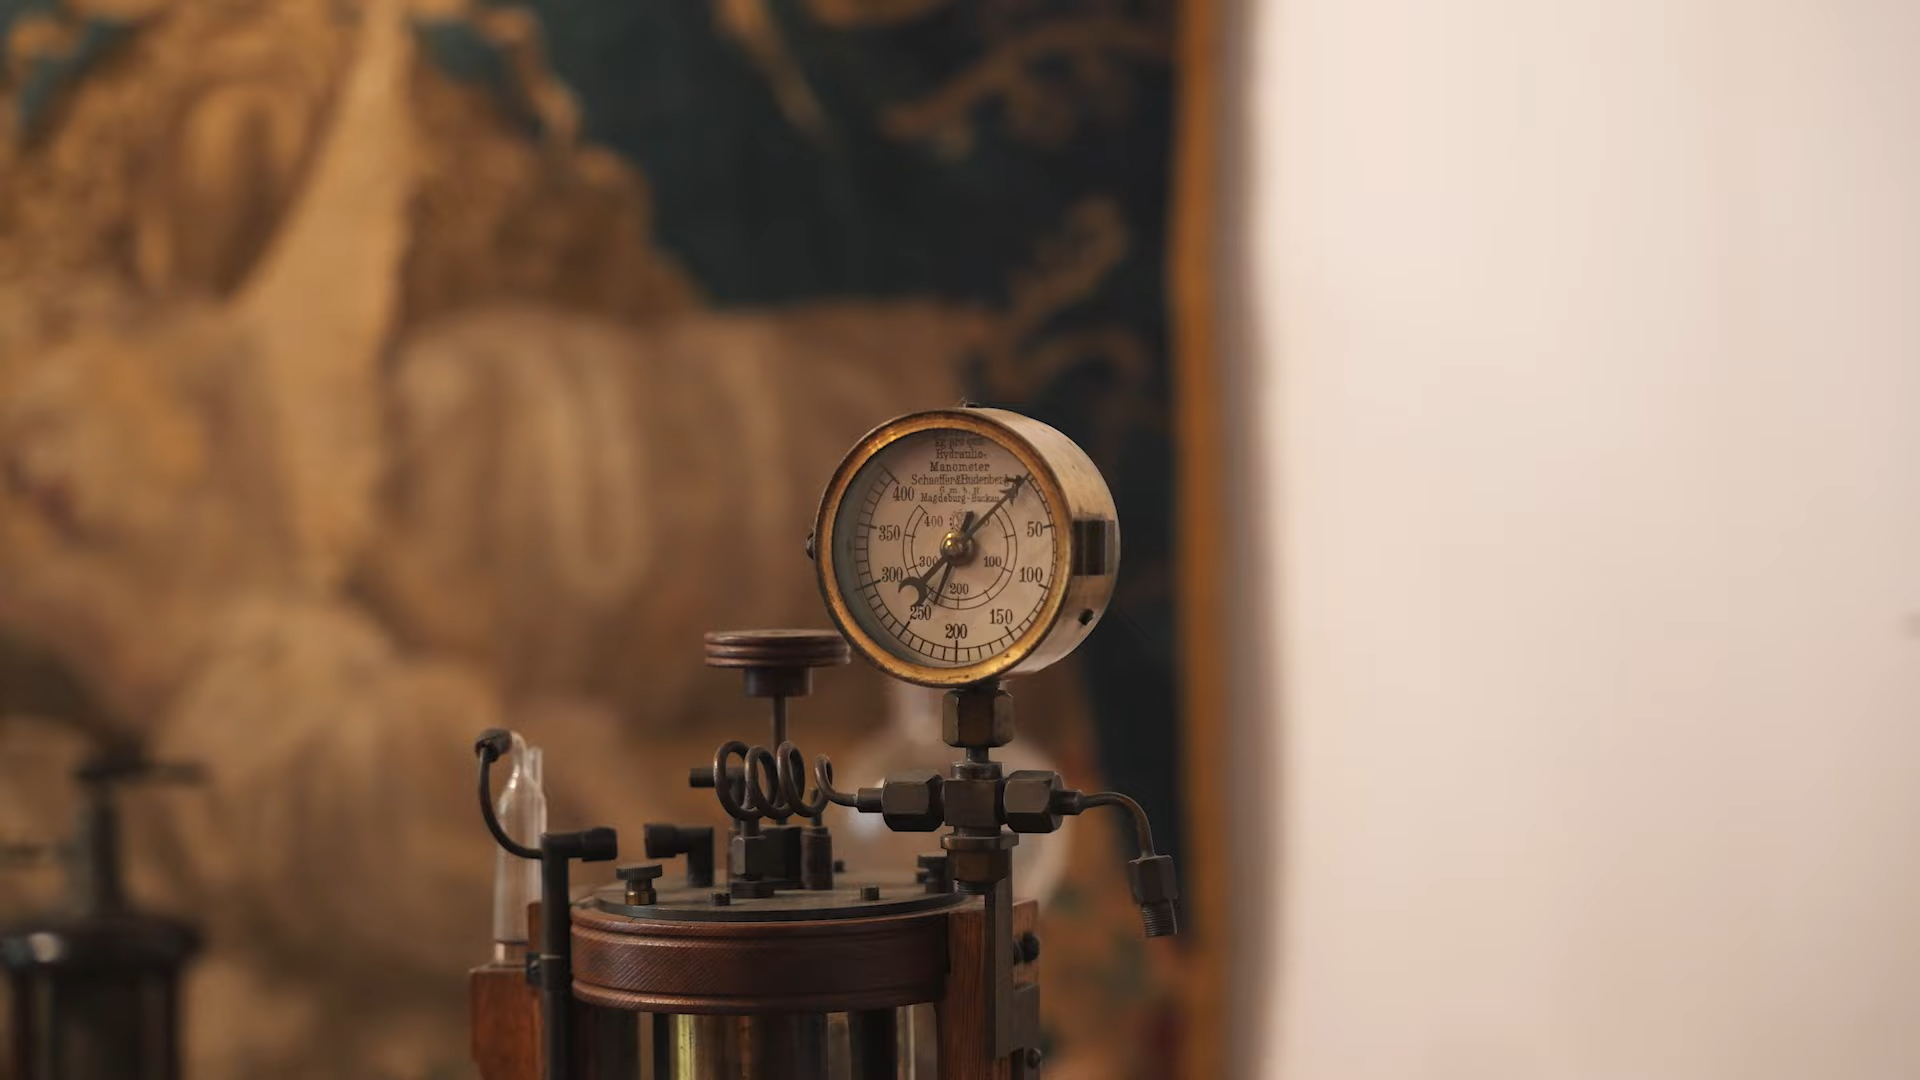 Hydraulic-
Manometer
Schaeffer&Budenberg
G.m.b.H
Magdeburg-Buckau
400
350
300
250
200
150
100
50
400
300
200
100